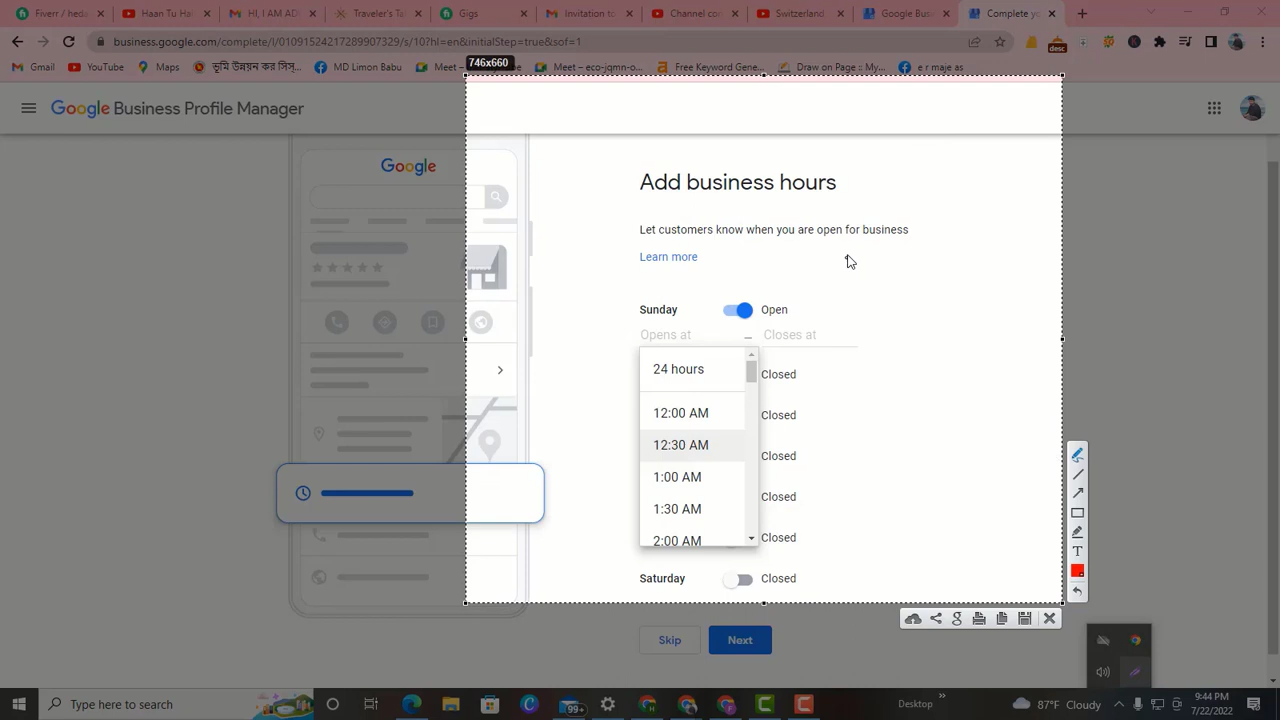 Fiverr / heda
Haan Tu Hai
HI, I AM AD
Traveler's Ta
Gigs
Invitation to
Channel con
Switzerland
Google Busin
Complete yo
business.google.com/complete/l/01091524217289907329/s/10?hl=en&initialStep=true&sof=1
desc
Gmail
YouTube
Maps
ভূমি উন্নয়ন কর সিস্...
MD Limon Babu
Meet –
Meet – eco-jqmn-o...
Free Keyword Gene...
Draw on Page :: My...
e r maje as
746x660
Google Business Profile Manager
Google
Add business hours
Let customers know when you are open for business
Learn more
Sunday Open
Opens at – Closes at
24 hours Closed
12:00 AM Closed
12:30 AM Closed
1:00 AM Closed
1:30 AM
2:00 AM Closed
Saturday Closed
Skip Next
Type here to search
99+
Desktop
87°F Cloudy
9:44 PM
7/22/2022